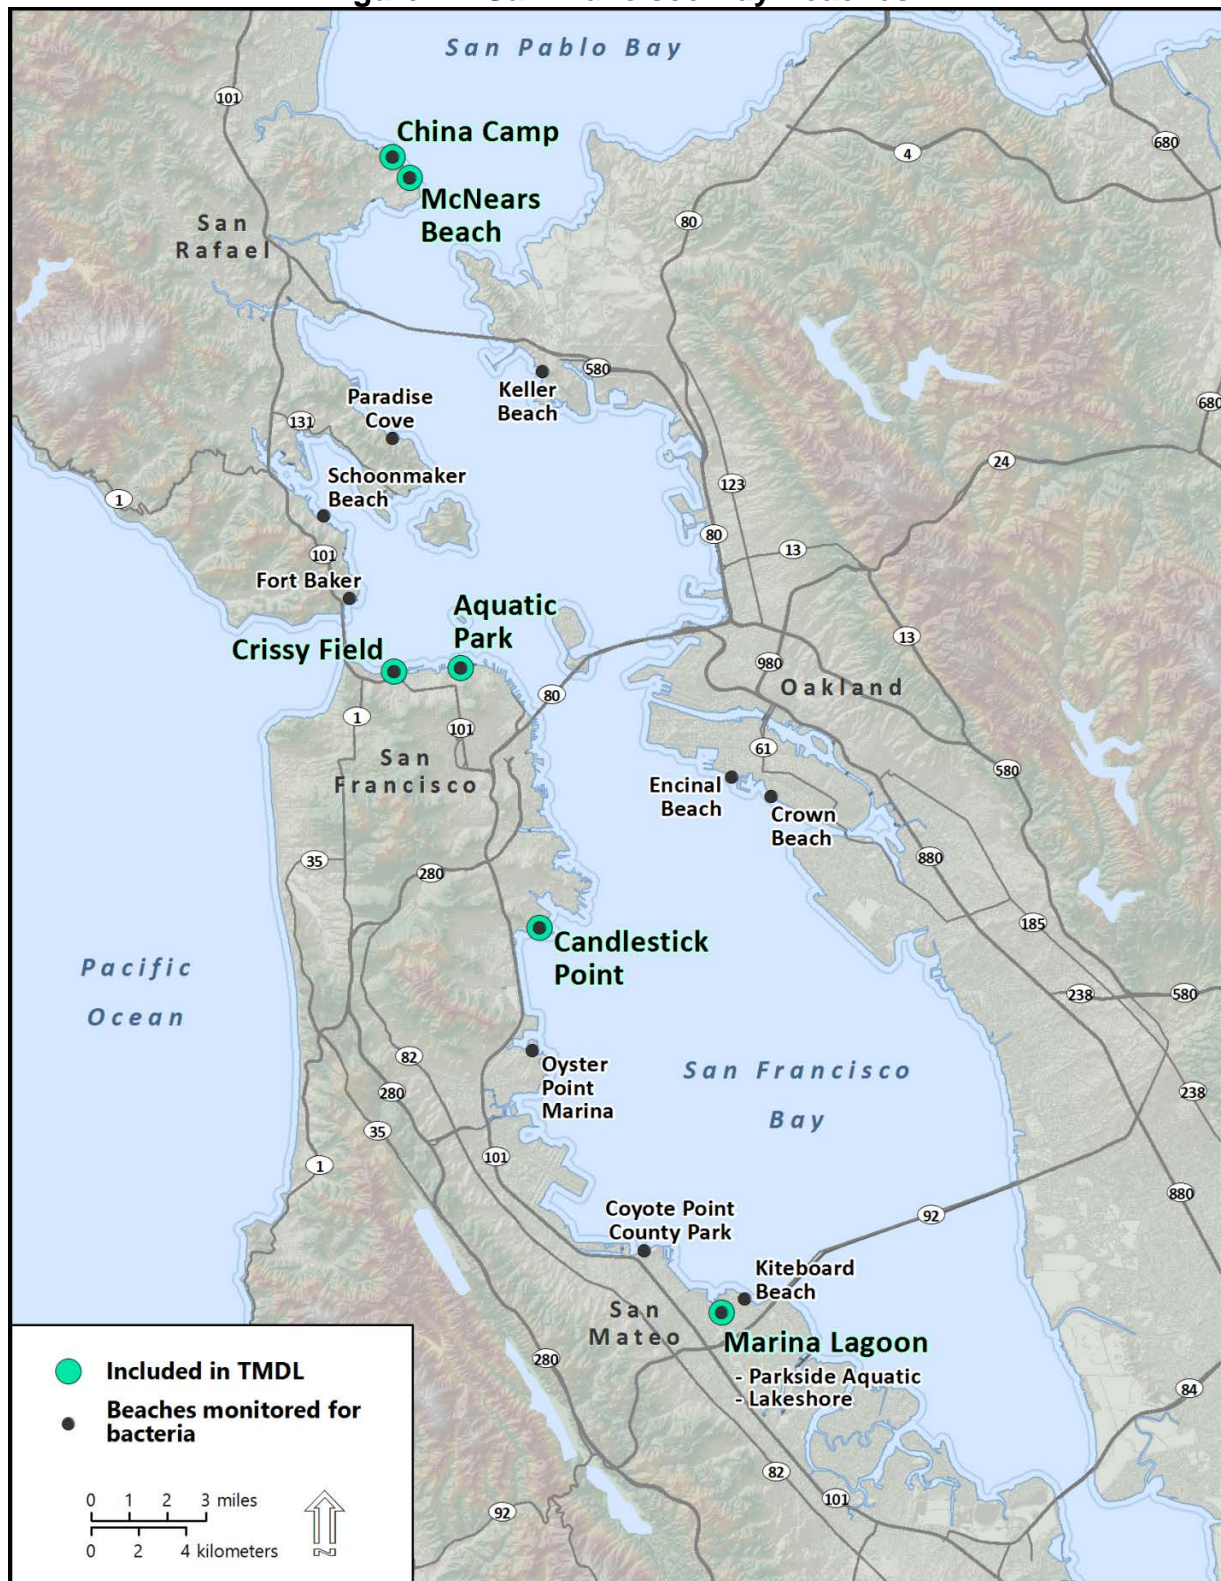 San Pablo Bay
101
China Camp
680
4
McNears
Beach
80
San
Rafael
580
Keller
Beach
Paradise
Cove
680
131
24
Schoonmaker
Beach
123
1
80
13
101
Fort Baker
Aquatic
Park
13
Crissy Field
980
Oakland
80
1
101
61
San
Francisco
580
Encinal
Beach
Crown
Beach
35
880
280
185
Candlestick
Point
Pacific
Ocean
238
580
82
Oyster
Point
Marina
San Francisco
Bay
280
238
35
101
1
880
Coyote Point
County Park
92
Kiteboard
Beach
San
Mateo
Marina Lagoon
- Parkside Aquatic
- Lakeshore
280
84
82
101
92
Included in TMDL
Beaches monitored for
bacteria
0 1 2 3 miles
0 2 4 kilometers
N